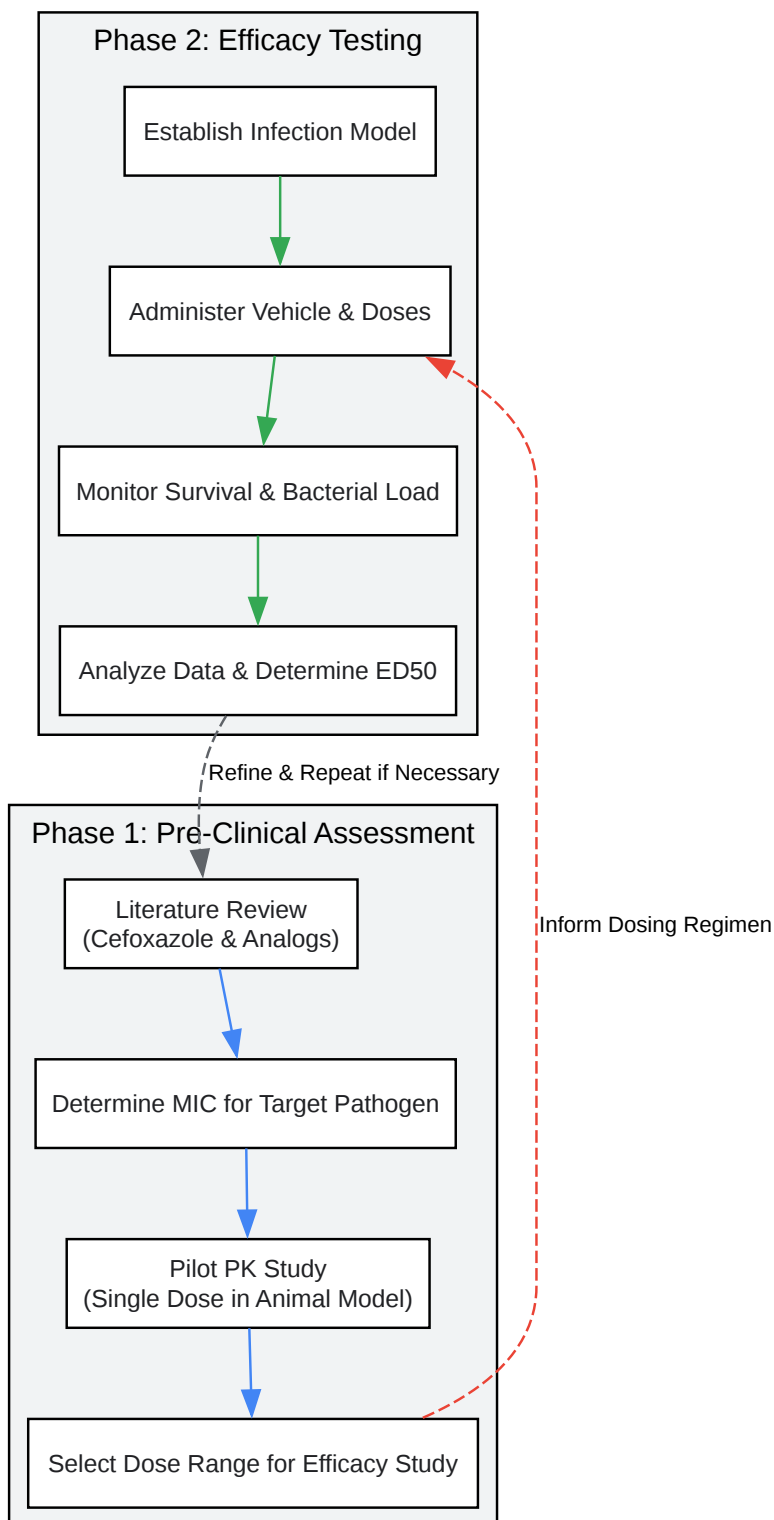 Phase 2: Efficacy Testing
Establish Infection Model
Administer Vehicle & Doses
Monitor Survival & Bacterial Load
Analyze Data & Determine ED50
Refine & Repeat if Necessary
Phase 1: Pre-Clinical Assessment
Literature Review
(Cefoxazole & Analogs)
Inform Dosing Regimen
Determine MIC for Target Pathogen
Pilot PK Study
(Single Dose in Animal Model)
Select Dose Range for Efficacy Study